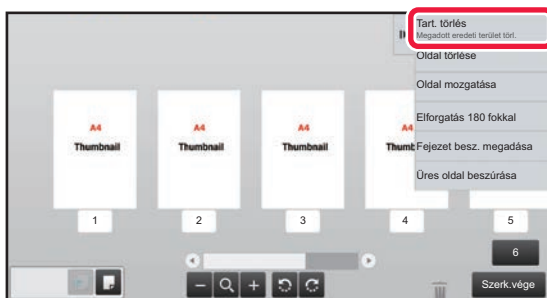 Tart. törlés
Megadott eredeti terület törl.
Oldal törlése
Oldal mozgatása
Elforgatás 180 fokkal
Fejezet besz. megadása
Üres oldal beszúrása
A4
Thumbnail
A4
Thumbnail
A4
Thumbnail
A4
Thumb
1
2
3
4
5
6
Szerk.vége